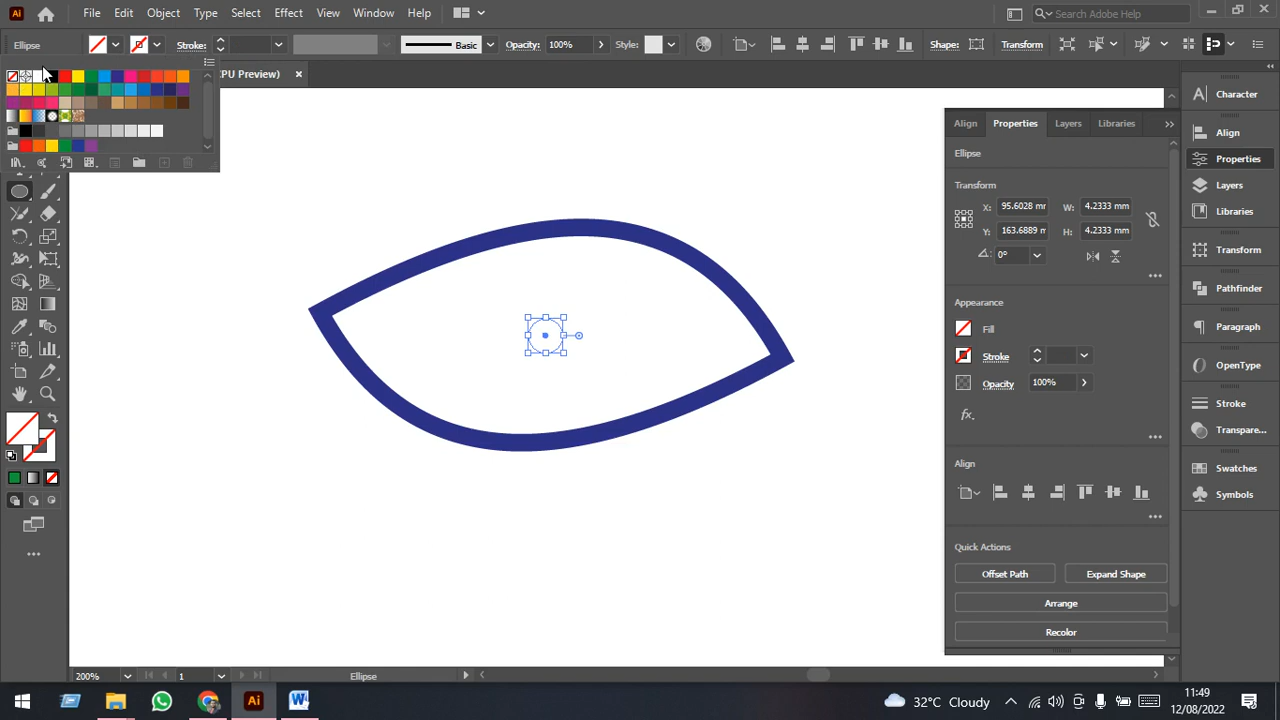 Ai File Edit Object Type Select Effect View Window Help Search Adobe Help
Ellipse Stroke: Basic Opacity: 100% Style: Shape: Transform
CPU Preview) ×
Align Properties Layers Libraries
Ellipse
Transform
X: 95.6028 mr W: 4.2333 mm
Y: 163.6889 r H: 4.2333 mm
0°
Appearance
Fill
Stroke
Opacity 100%
fx.
Align
Quick Actions
Offset Path Expand Shape
Arrange
Recolor
Character
Align
Properties
Layers
Libraries
Transform
Pathfinder
Paragraph
OpenType
Stroke
Transpare...
Swatches
Symbols
200% 1 Ellipse
Ai W 32°C Cloudy 11:49
12/08/2022